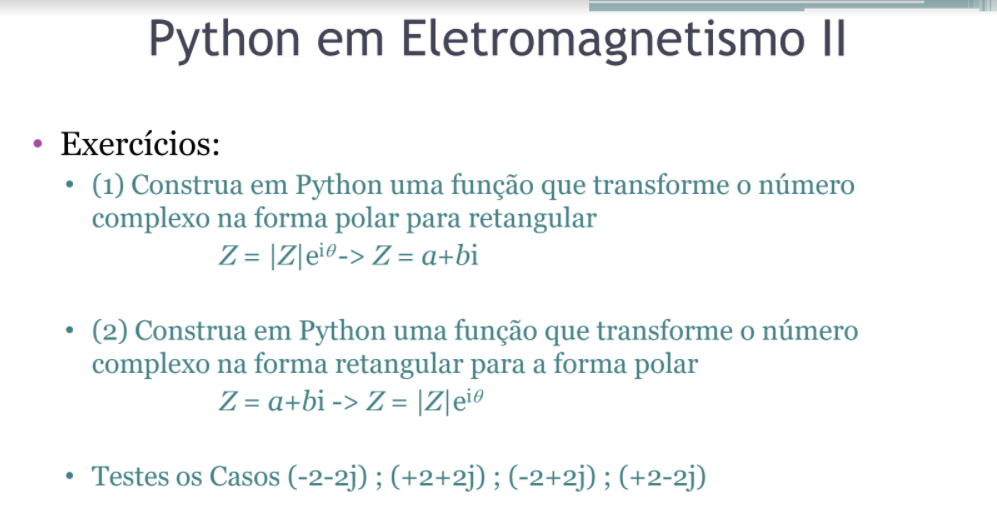 Python em Eletromagnetismo II
• Exercícios:
• (1) Construa em Python uma função que transforme o número
complexo na forma polar para retangular
Z = |Z|e^{iθ}-> Z = a+bi
• (2) Construa em Python uma função que transforme o número
complexo na forma retangular para a forma polar
Z = a+bi -> Z = |Z|e^{iθ}
• Testes os Casos (-2-2j) ; (+2+2j) ; (-2+2j) ; (+2-2j)